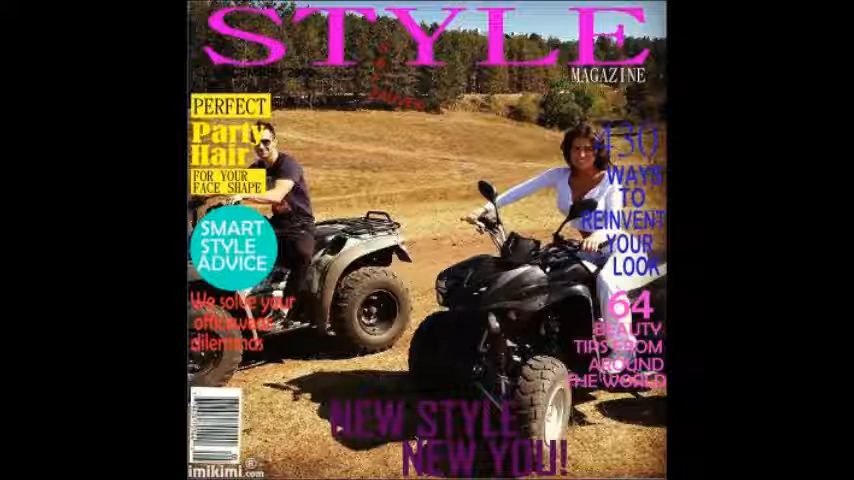 STYLE
MAGAZINE
PERFECT
Party
Hair
FOR YOUR
FACE SHAPE
SMART
STYLE
ADVICE
We solve your
officewear
dilemmas
430
WAYS
TO
REINVENT
YOUR
LOOK
64
BEAUTY
TIPS FROM
AROUND
THE WORLD
NEW STYLE
NEW YOU!
imikimi®.com